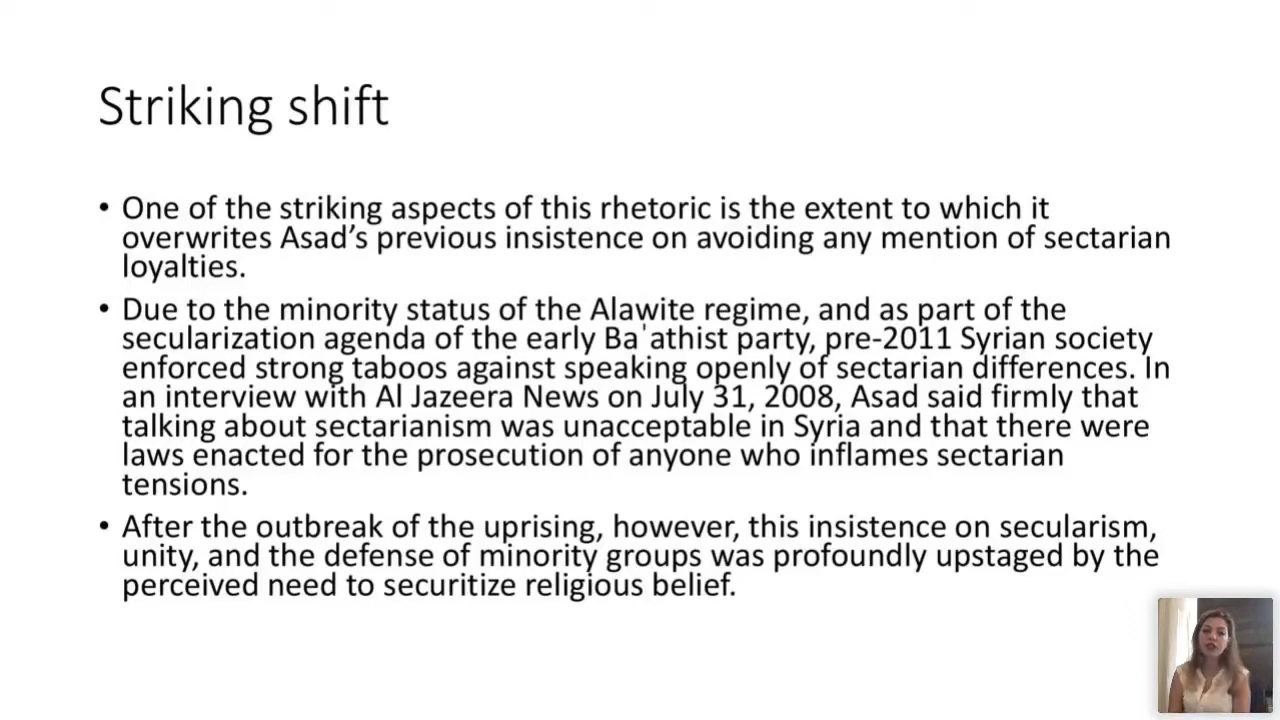 Striking shift
• One of the striking aspects of this rhetoric is the extent to which it
overwrites Asad’s previous insistence on avoiding any mention of sectarian
loyalties.
• Due to the minority status of the Alawite regime, and as part of the
secularization agenda of the early Baˈathist party, pre-2011 Syrian society
enforced strong taboos against speaking openly of sectarian differences. In
an interview with Al Jazeera News on July 31, 2008, Asad said firmly that
talking about sectarianism was unacceptable in Syria and that there were
laws enacted for the prosecution of anyone who inflames sectarian
tensions.
• After the outbreak of the uprising, however, this insistence on secularism,
unity, and the defense of minority groups was profoundly upstaged by the
perceived need to securitize religious belief.